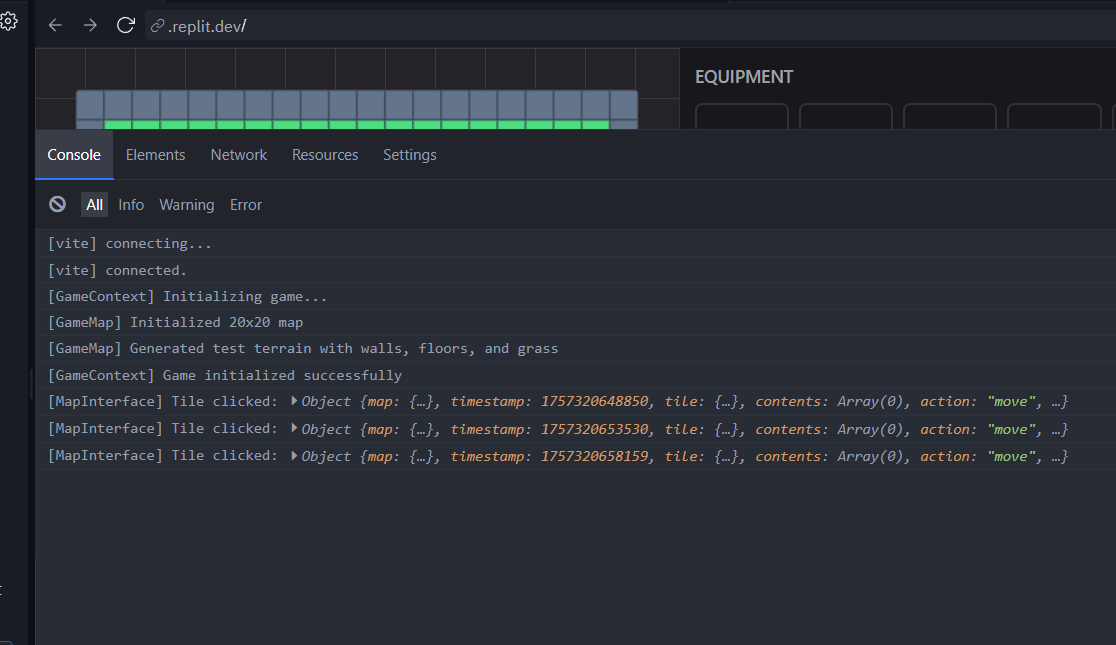 .replit.dev/
EQUIPMENT
Console Elements Network Resources Settings
All Info Warning Error
[vite] connecting...
[vite] connected.
[GameContext] Initializing game...
[GameMap] Initialized 20x20 map
[GameMap] Generated test terrain with walls, floors, and grass
[GameContext] Game initialized successfully
[MapInterface] Tile clicked: Object {map: {…}, timestamp: 1757320648850, tile: {…}, contents: Array(0), action: "move", …}
[MapInterface] Tile clicked: Object {map: {…}, timestamp: 1757320653530, tile: {…}, contents: Array(0), action: "move", …}
[MapInterface] Tile clicked: Object {map: {…}, timestamp: 1757320658159, tile: {…}, contents: Array(0), action: "move", …}